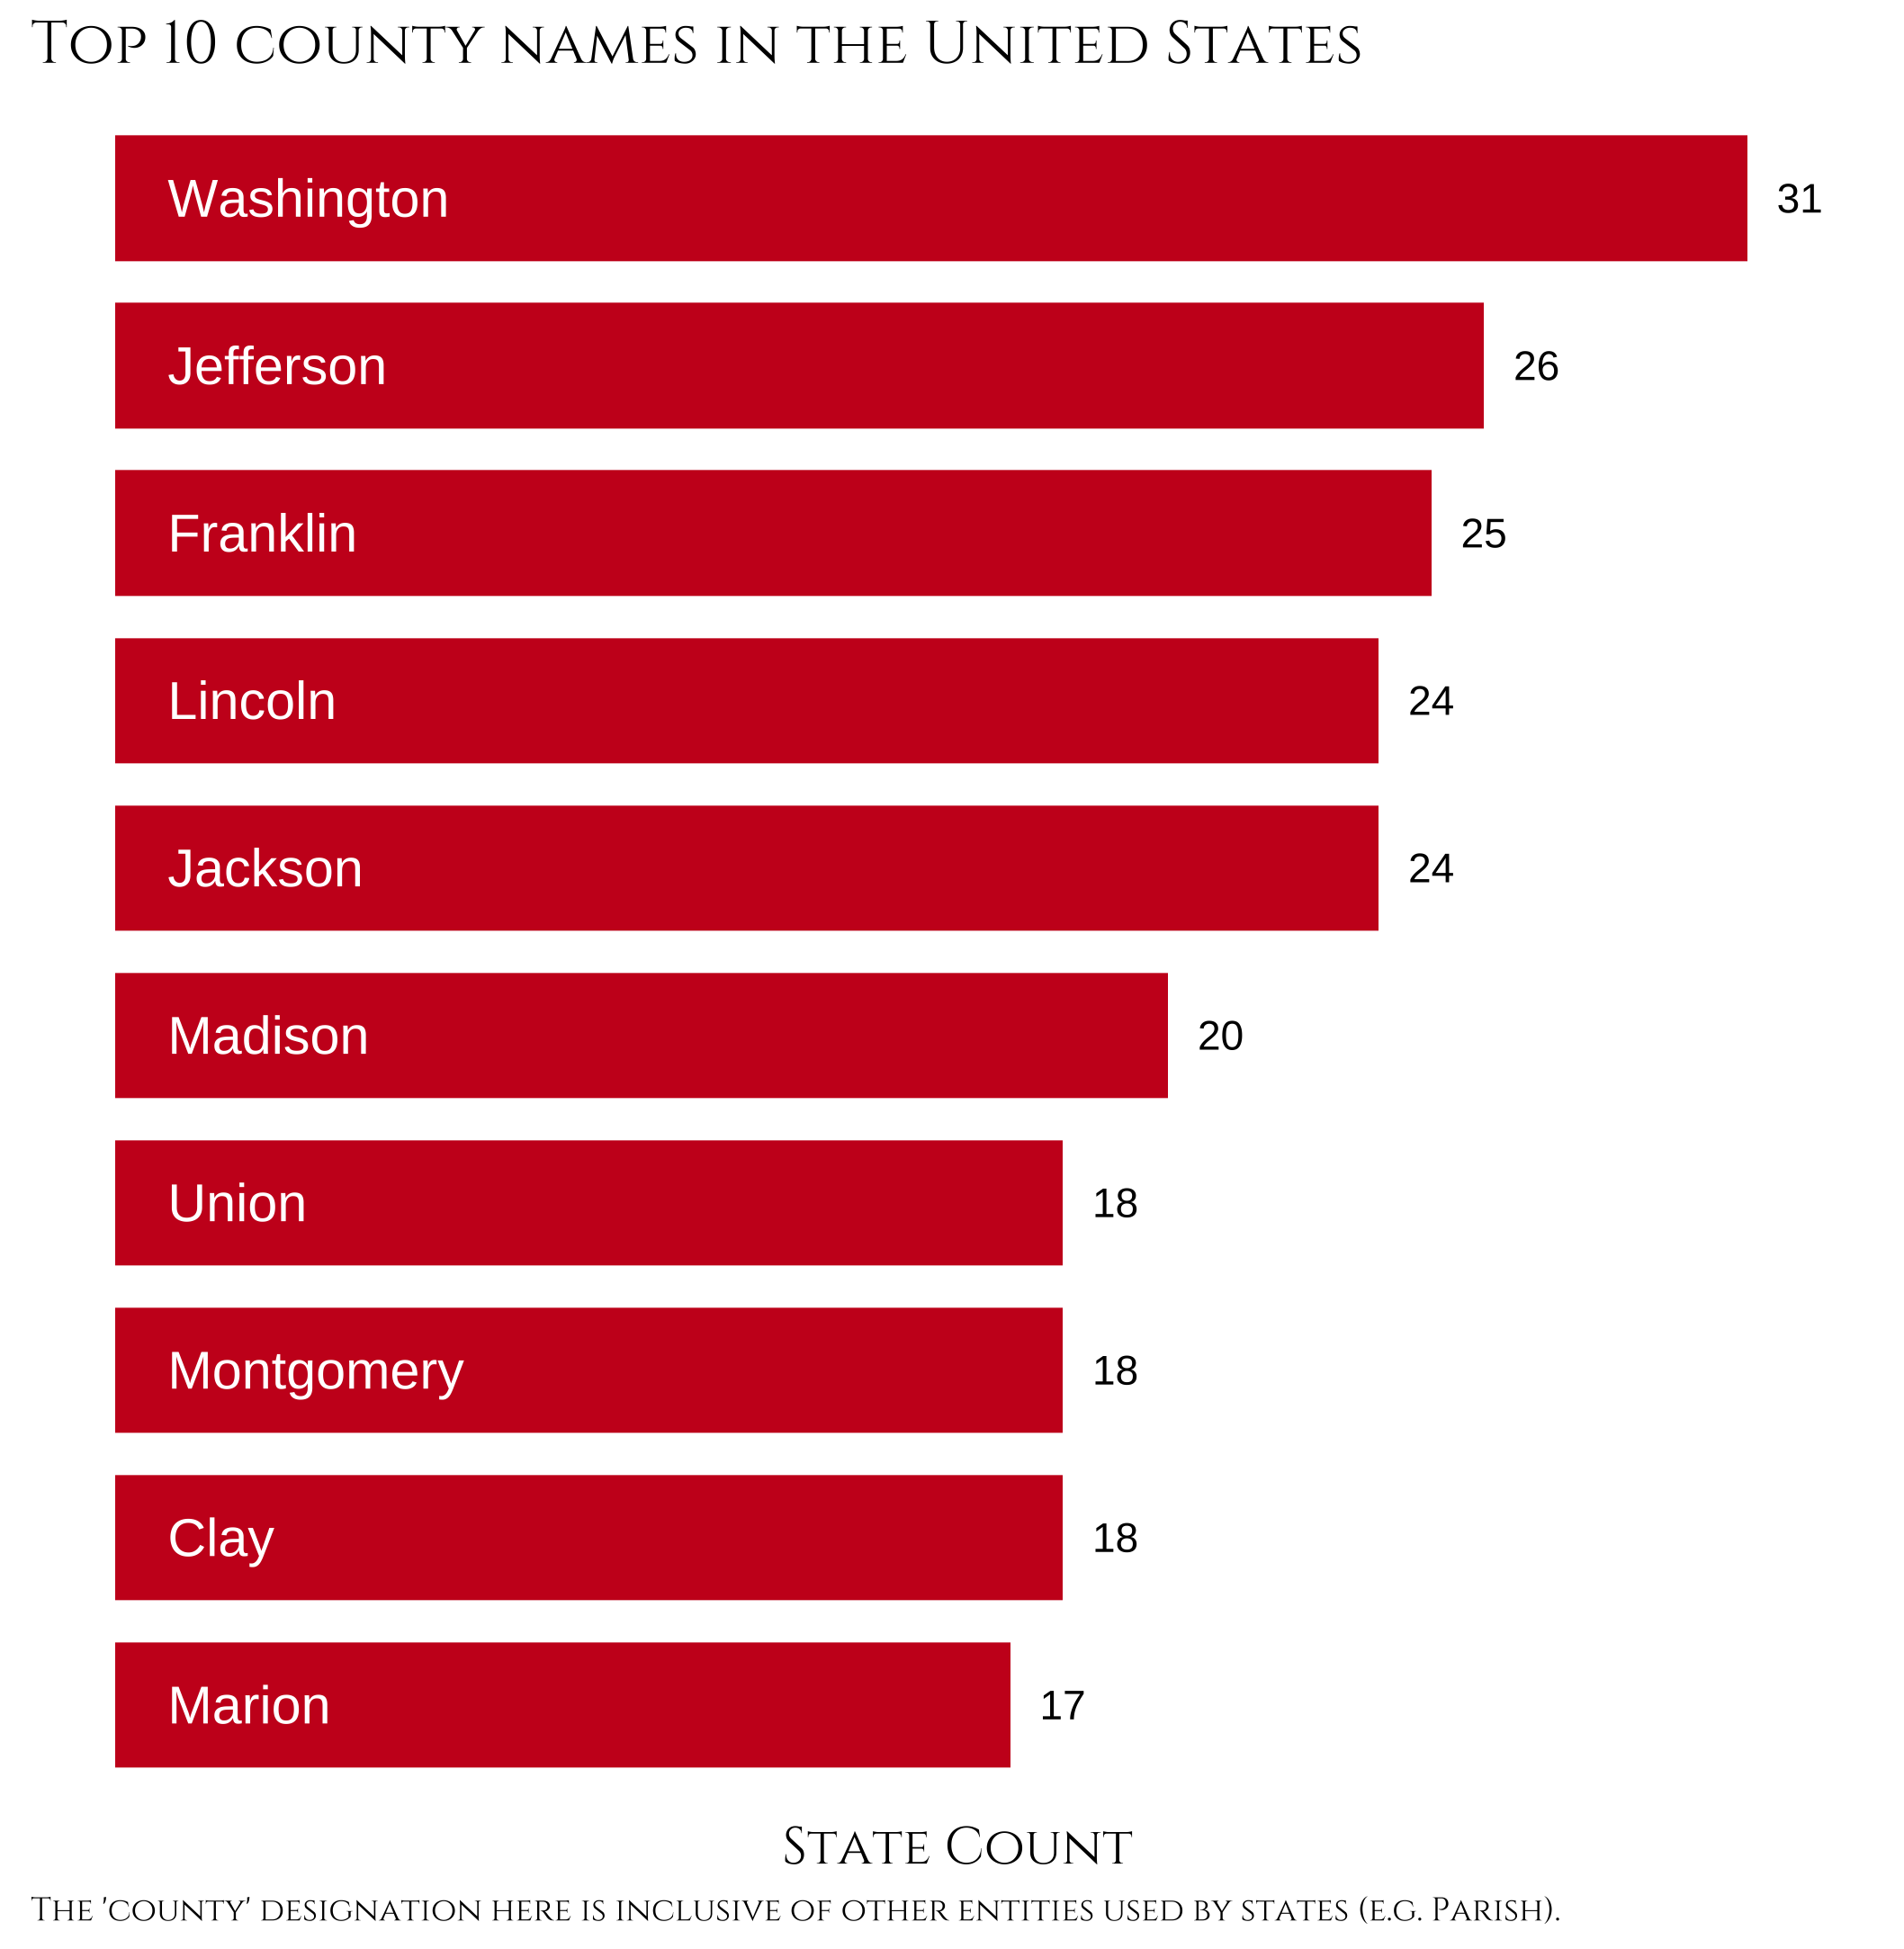 Top 10 county names in the United States
Washington 31
Jefferson 26
Franklin 25
Lincoln 24
Jackson 24
Madison 20
Union 18
Montgomery 18
Clay 18
Marion 17
State Count
The 'county' designation here is inclusive of other entities used by states (e.g. Parish).